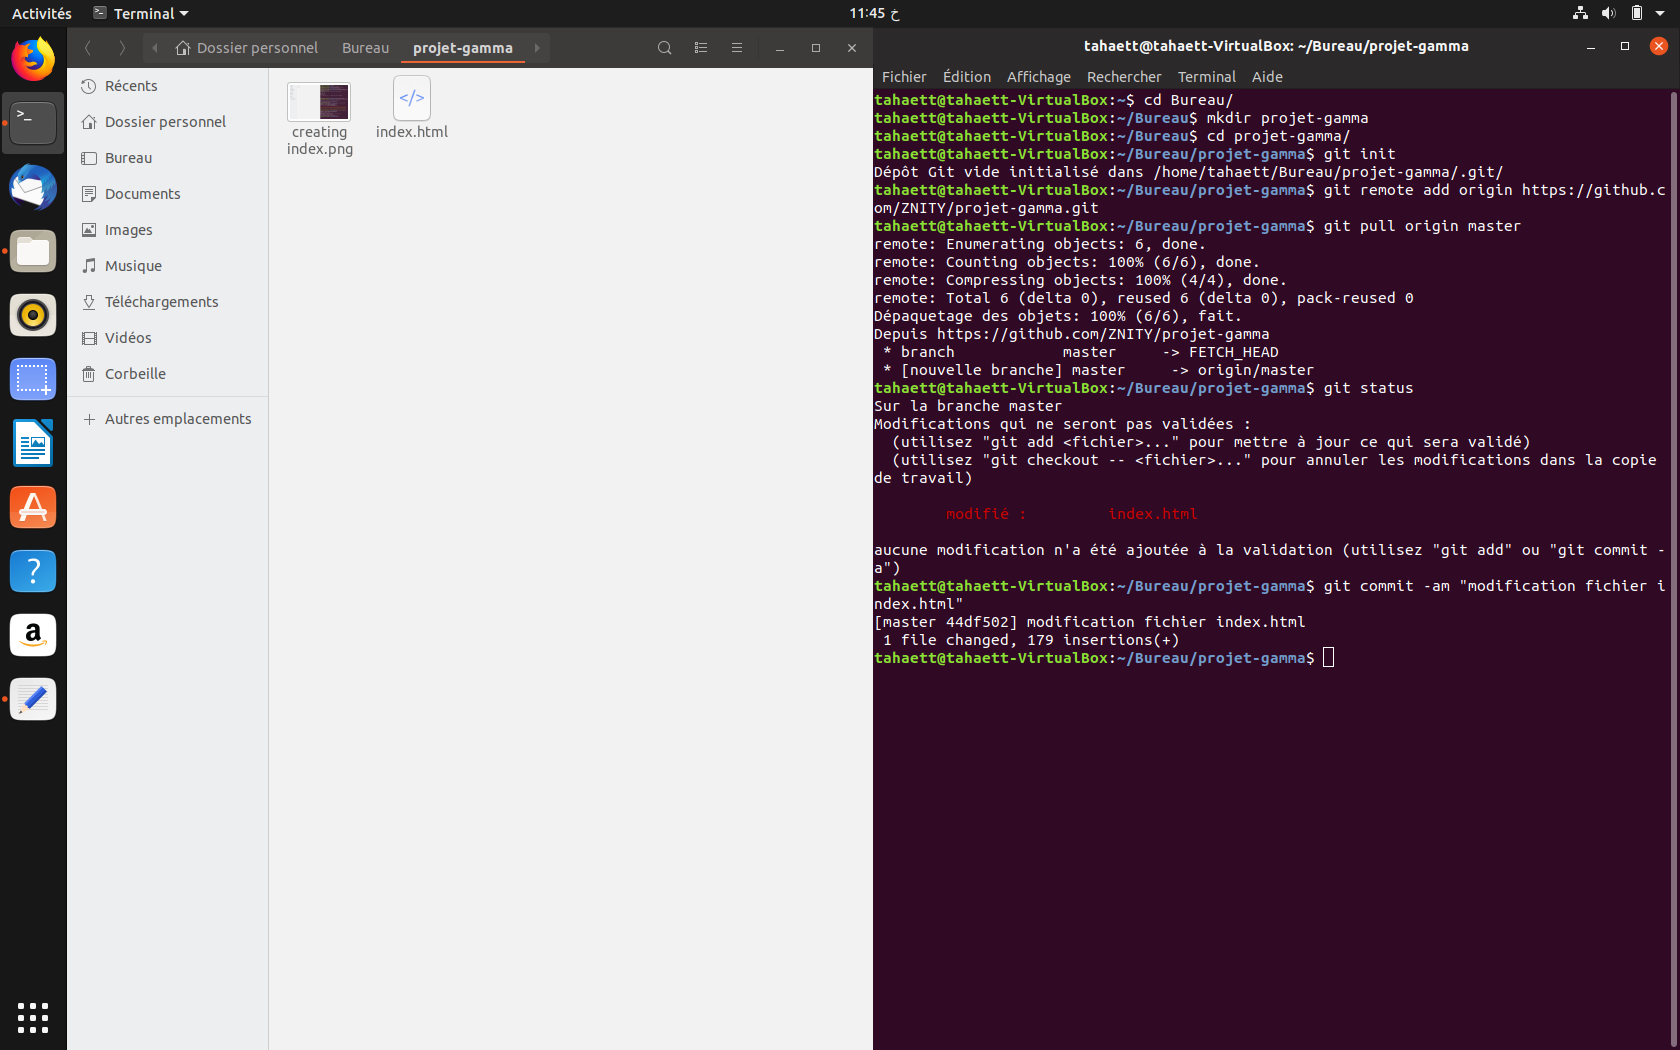 Activités
Terminal
11:45 خ
Dossier personnel
Bureau
projet-gamma
Récents
Dossier personnel
Bureau
Documents
Images
Musique
Téléchargements
Vidéos
Corbeille
Autres emplacements
creating
index.png
index.html
tahaett@tahaett-VirtualBox: ~/Bureau/projet-gamma
Fichier Édition Affichage Rechercher Terminal Aide
tahaett@tahaett-VirtualBox:~$ cd Bureau/
tahaett@tahaett-VirtualBox:~/Bureau$ mkdir projet-gamma
tahaett@tahaett-VirtualBox:~/Bureau$ cd projet-gamma/
tahaett@tahaett-VirtualBox:~/Bureau/projet-gamma$ git init
Dépôt Git vide initialisé dans /home/tahaett/Bureau/projet-gamma/.git/
tahaett@tahaett-VirtualBox:~/Bureau/projet-gamma$ git remote add origin https://github.c
om/ZNITY/projet-gamma.git
tahaett@tahaett-VirtualBox:~/Bureau/projet-gamma$ git pull origin master
remote: Enumerating objects: 6, done.
remote: Counting objects: 100% (6/6), done.
remote: Compressing objects: 100% (4/4), done.
remote: Total 6 (delta 0), reused 6 (delta 0), pack-reused 0
Dépaquetage des objets: 100% (6/6), fait.
Depuis https://github.com/ZNITY/projet-gamma
* branch master -> FETCH_HEAD
* [nouvelle branche] master -> origin/master
tahaett@tahaett-VirtualBox:~/Bureau/projet-gamma$ git status
Sur la branche master
Modifications qui ne seront pas validées :
(utilisez "git add <fichier>..." pour mettre à jour ce qui sera validé)
(utilisez "git checkout -- <fichier>..." pour annuler les modifications dans la copie
de travail)
modifié : index.html
aucune modification n'a été ajoutée à la validation (utilisez "git add" ou "git commit -
a")
tahaett@tahaett-VirtualBox:~/Bureau/projet-gamma$ git commit -am "modification fichier i
ndex.html"
[master 44df502] modification fichier index.html
1 file changed, 179 insertions(+)
tahaett@tahaett-VirtualBox:~/Bureau/projet-gamma$